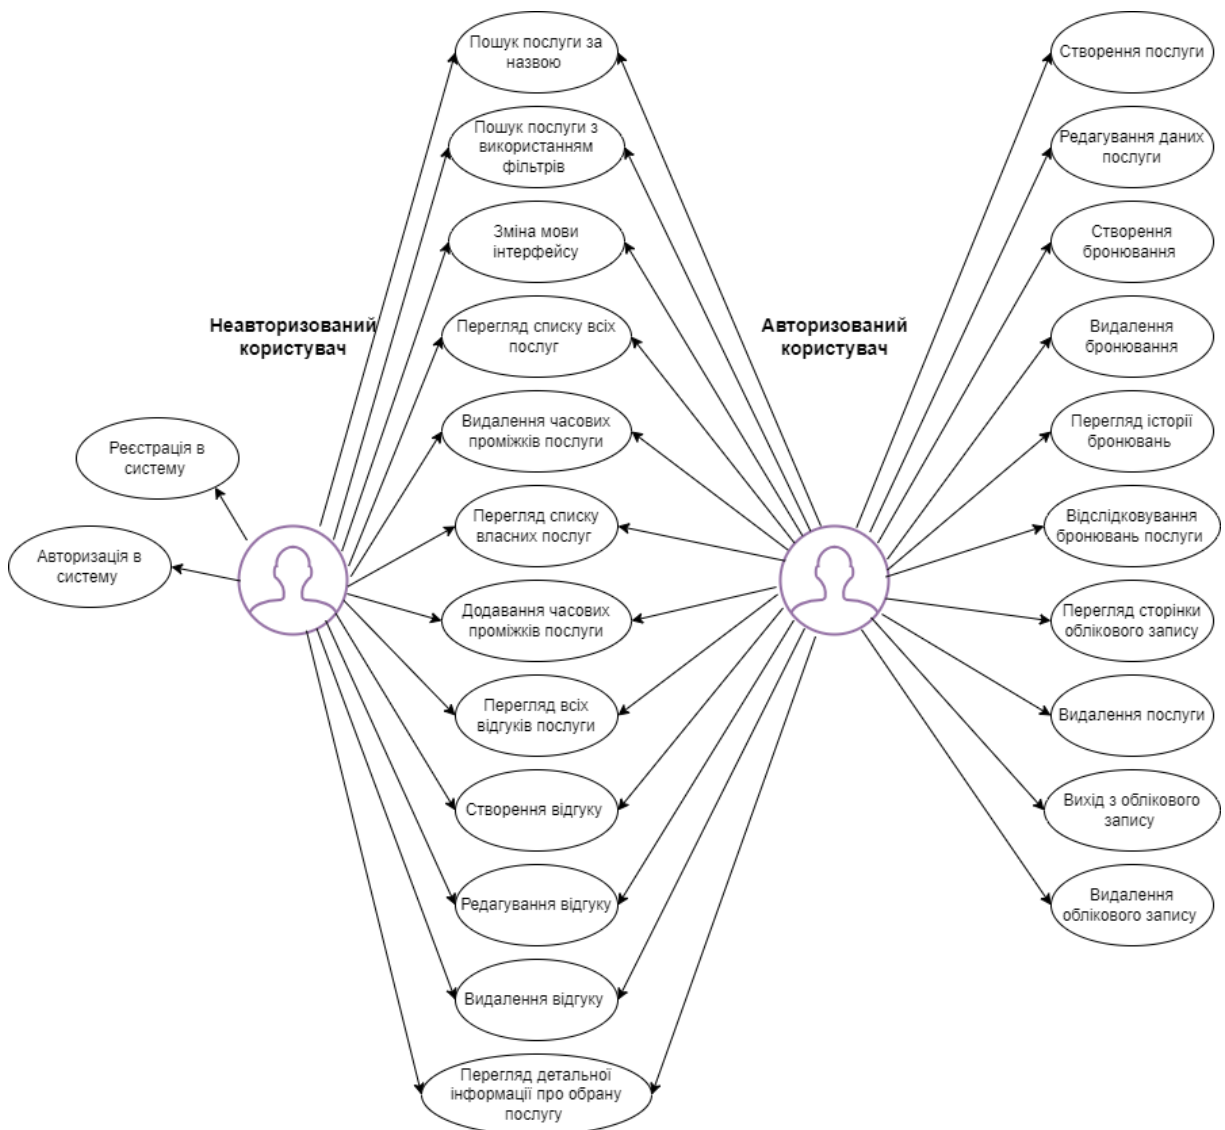 Пошук послуги за
назвою
Пошук послуги з
використанням
фільтрів
Зміна мови
інтерфейсу
Неавторизований
користувач
Перегляд списку всіх
послуг
Видалення часових
проміжків послуги
Реєстрація в
систему
Авторизація в
систему
Перегляд списку
власних послуг
Додавання часових
проміжків послуги
Перегляд всіх
відгуків послуги
Створення відгуку
Редагування відгуку
Видалення відгуку
Перегляд детальної
інформації про обрану
послугу
Авторизований
користувач
Створення послуги
Редагування даних
послуги
Створення
бронювання
Видалення
бронювання
Перегляд історії
бронювань
Відслідковування
бронювань послуги
Перегляд сторінки
облікового запису
Видалення послуги
Вихід з облікового
запису
Видалення
облікового запису